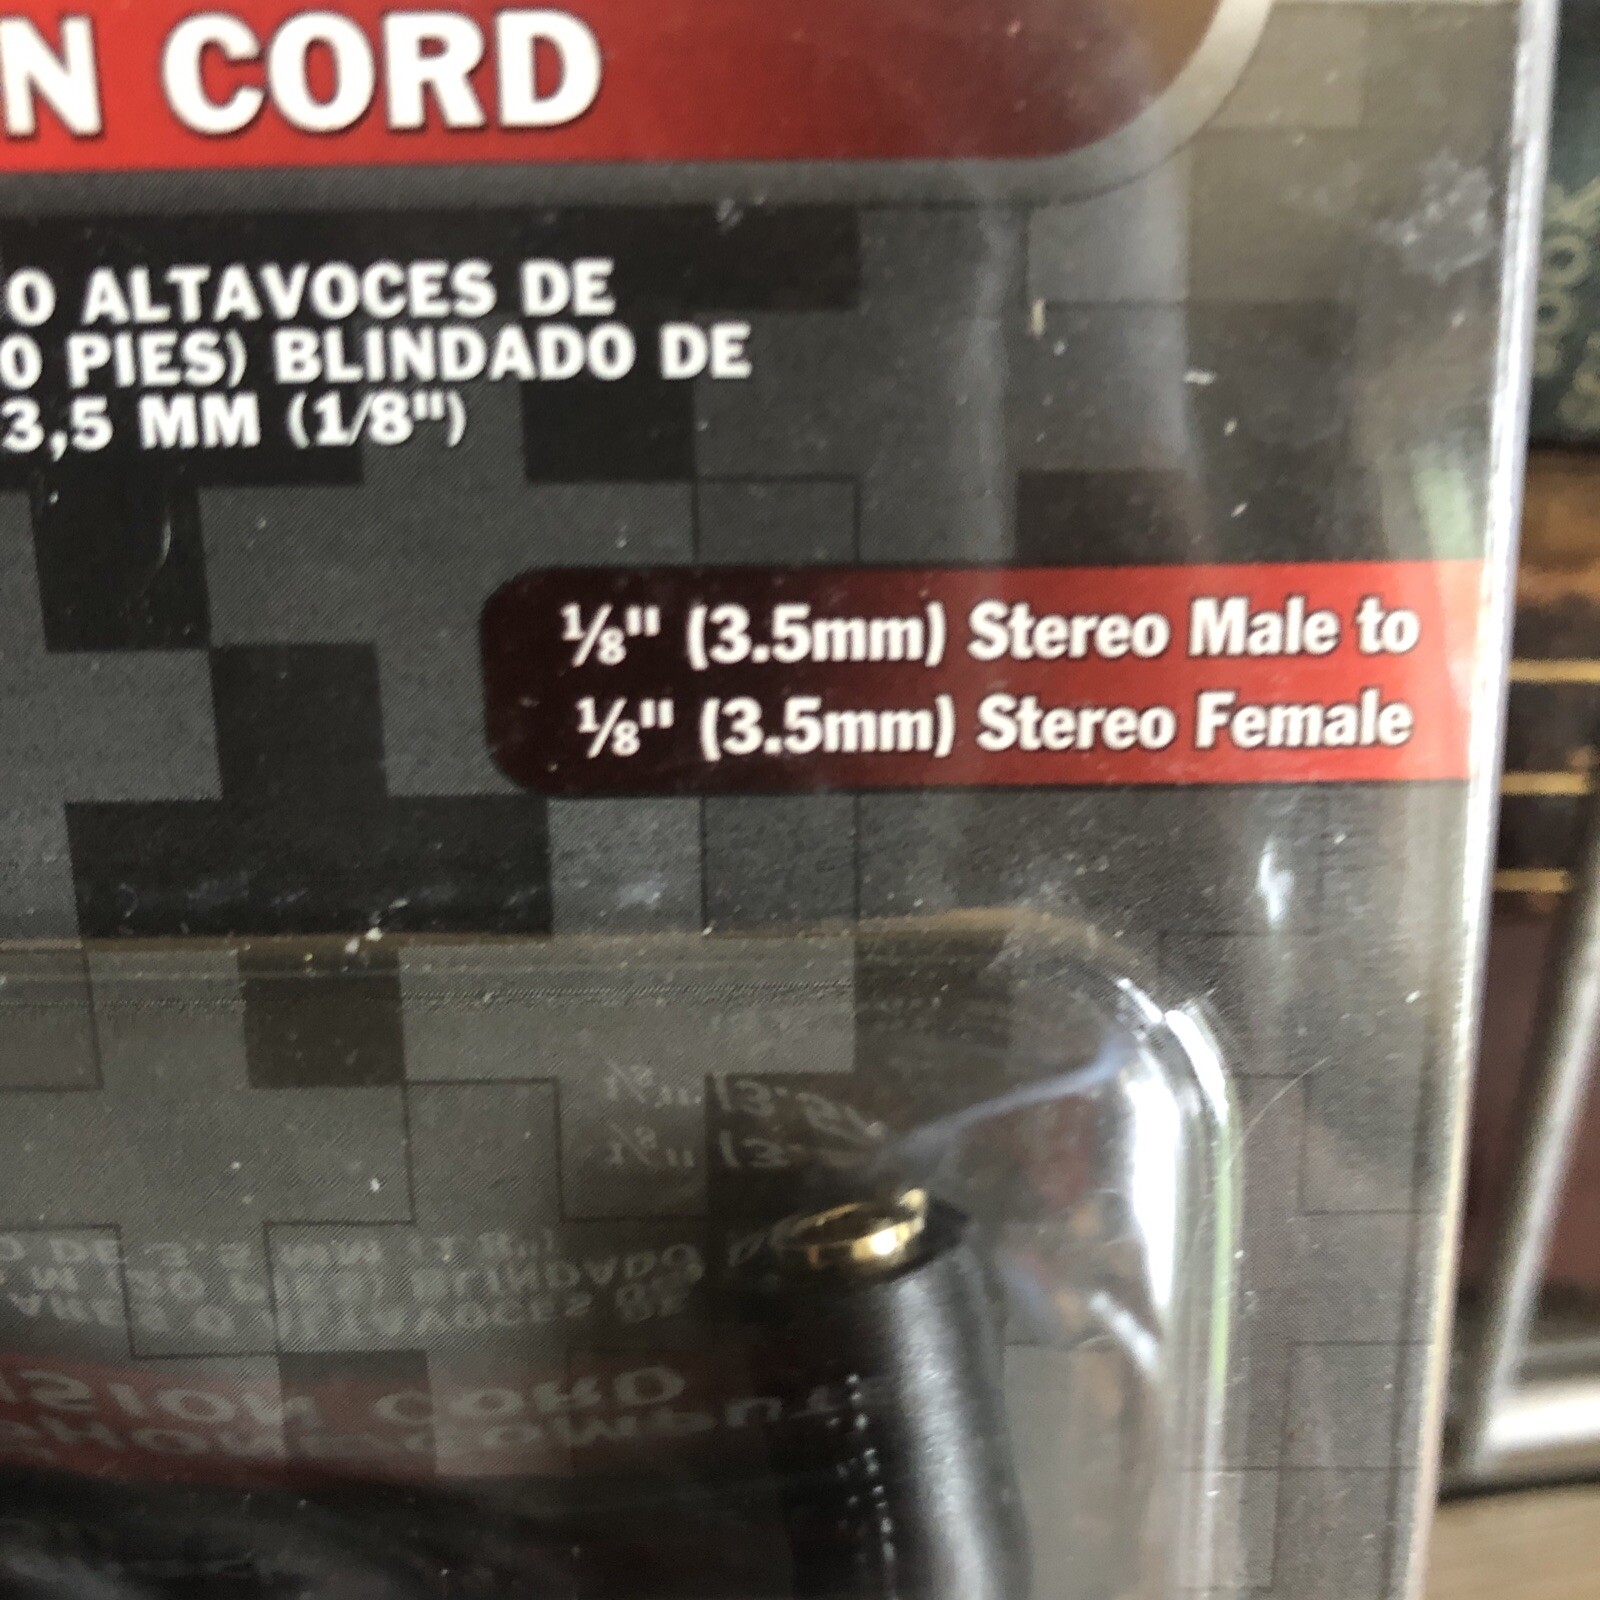 N CORD
O ALTAVOCES DE
0 PIES) BLINDADO DE
3,5 MM (1/8")
⅛" (3.5mm) Stereo Male to
⅛" (3.5mm) Stereo Female